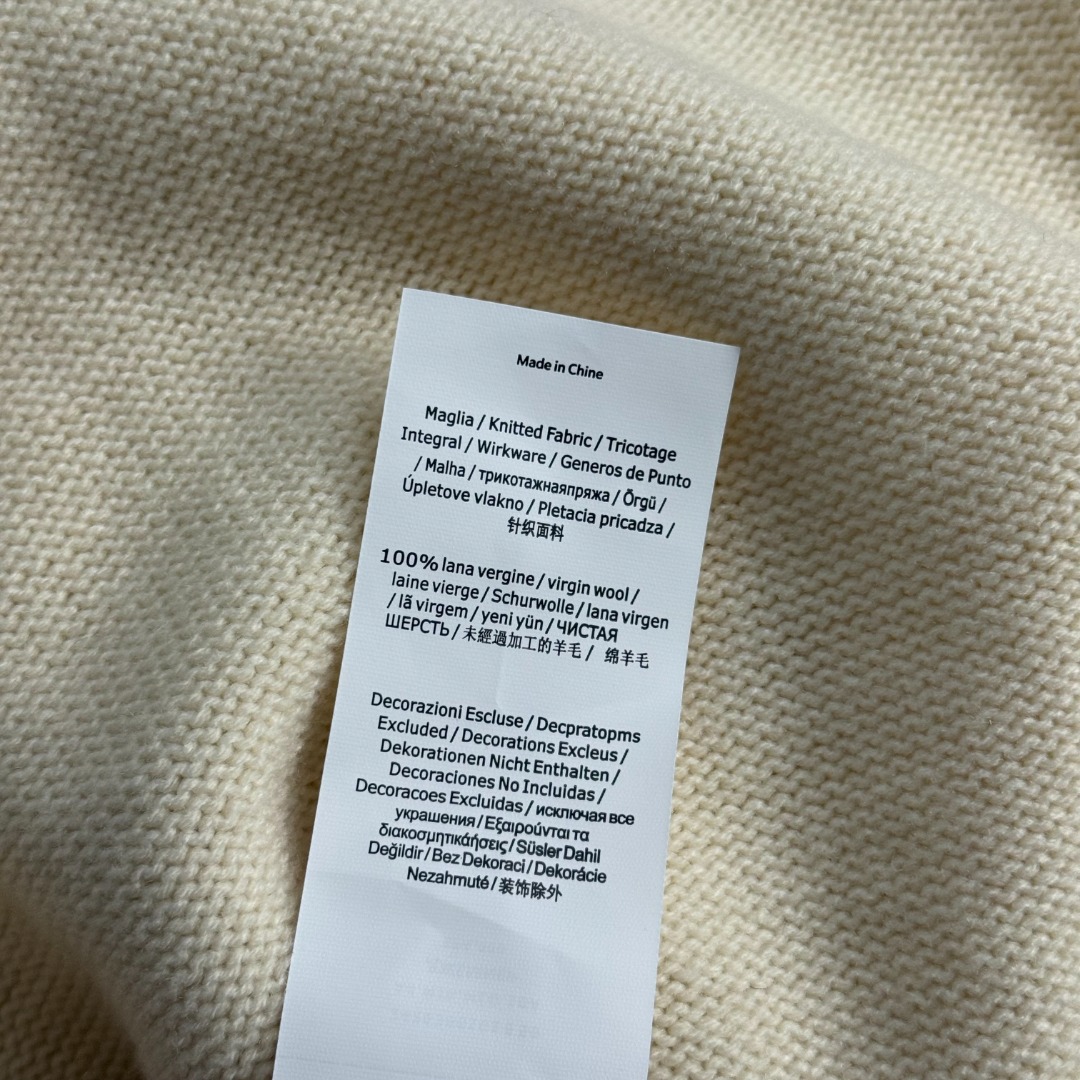 Made in Chine
Maglia / Knitted Fabric / Tricotage
Integral / Wirkware / Generos de Punto
/ Malha / трикотажнаяпряжа / Õrgü /
Úpletove vlakno / Pletacia pricadza /
针织面料
100% lana vergine / virgin wool /
laine vierge / Schurwolle / lana virgen
/ lã virgem / yeni yün / ЧИСТАЯ
ШЕРСТЬ / 未經過加工的羊毛 / 绵羊毛
Decorazioni Escluse / Decpratopms
Excluded / Decorations Excleus /
Dekorationen Nicht Enthalten /
Decoraciones No Incluidas /
Decoracoes Excluidas / исключая все
украшения / Εξαιρούνται τα
διακοσμητικάήσεις / Süsler Dahil
Değildir / Bez Dekoraci / Dekorácie
Nezahrnuté / 装饰除外